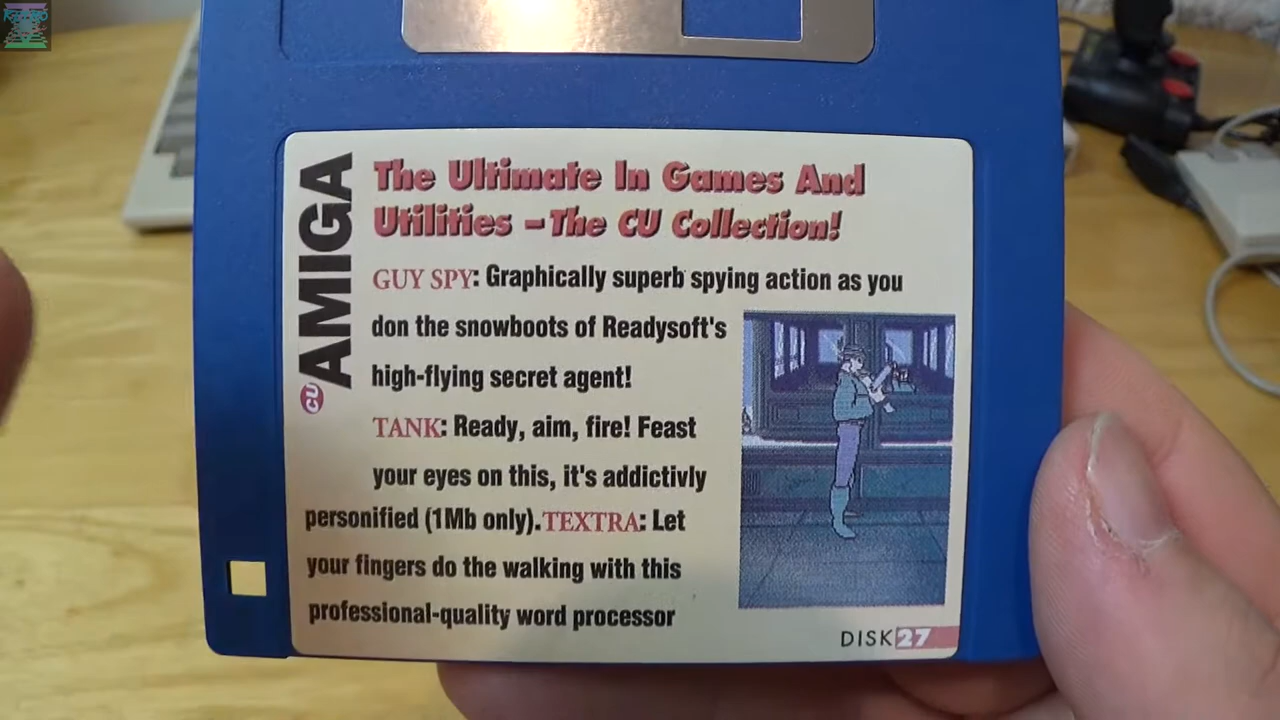 CU AMIGA
The Ultimate In Games And
Utilities – The CU Collection!
GUY SPY: Graphically superb spying action as you
don the snowboots of Readysoft's
high-flying secret agent!
TANK: Ready, aim, fire! Feast
your eyes on this, it's addictivly
personified (1Mb only). TEXTRA: Let
your fingers do the walking with this
professional-quality word processor
DISK 27